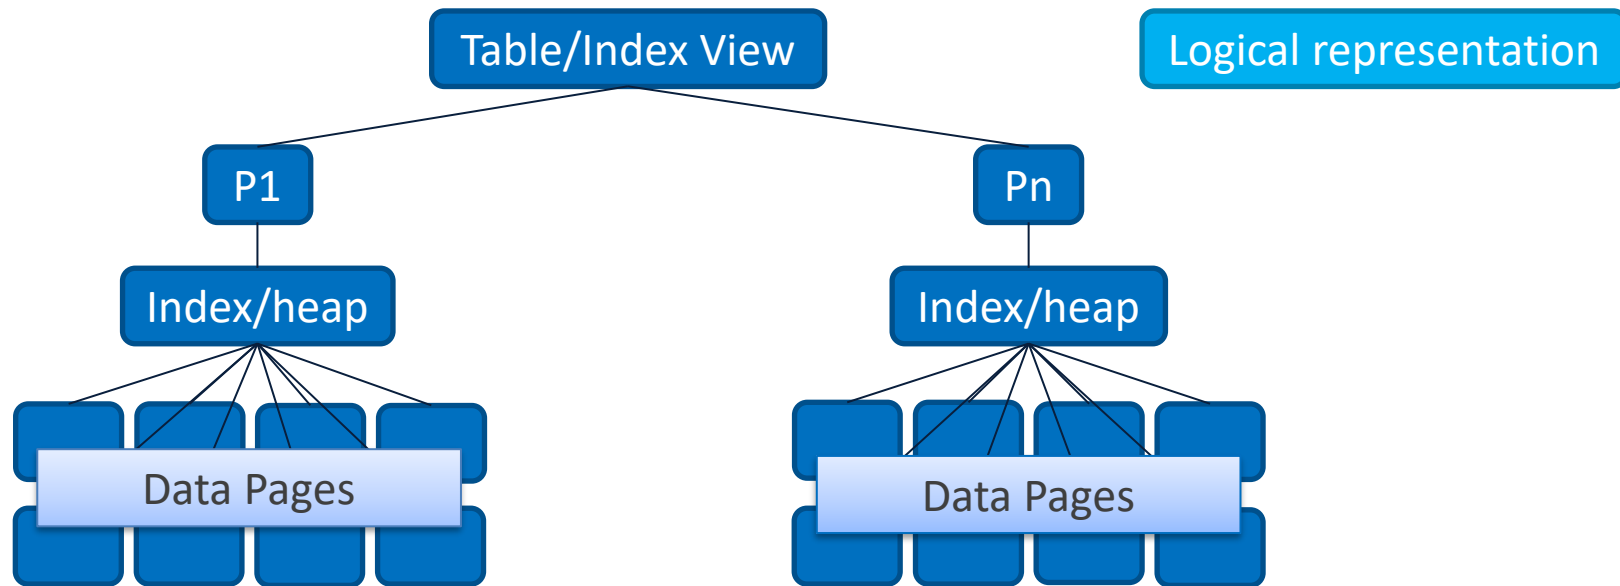 Table/Index View
Logical representation
P1
Pn
Index/heap
Index/heap
Data Pages
Data Pages